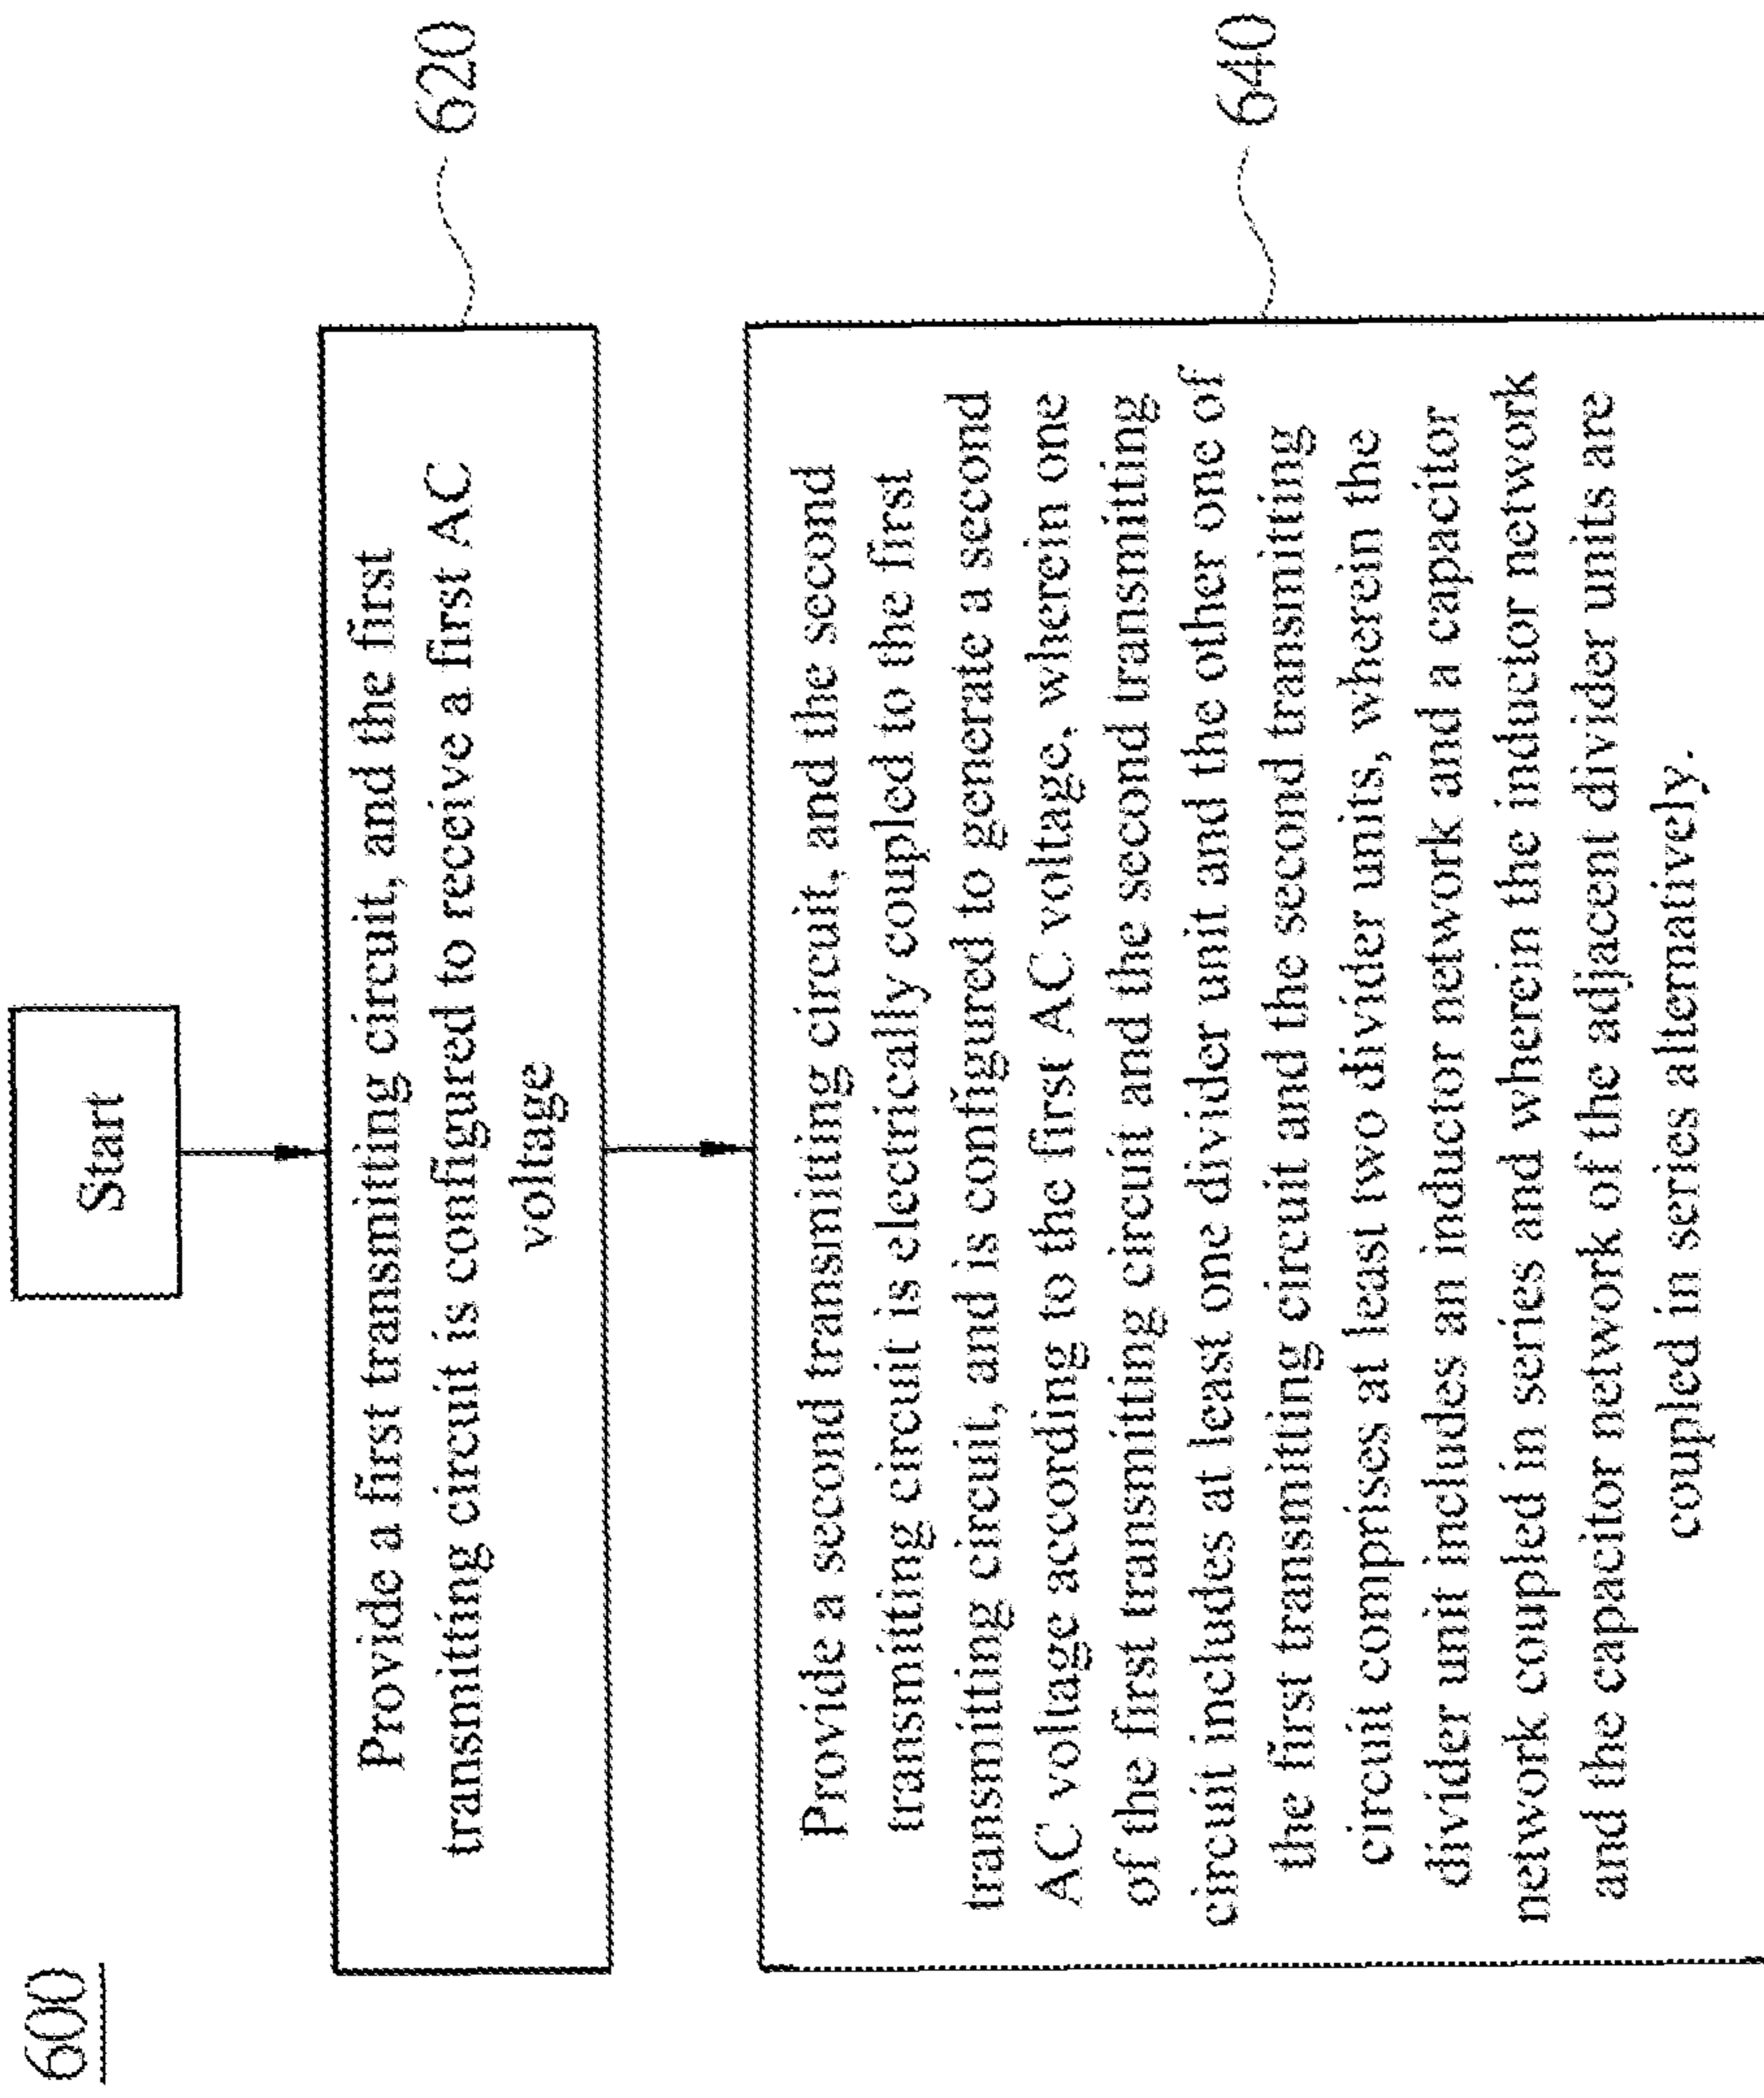 600
Start
Provide a first transmitting circuit, and the first
transmitting circuit is configured to receive a first AC
voltage
620
Provide a second transmitting circuit, and the second
transmitting circuit is electrically coupled to the first
transmitting circuit, and is configured to generate a second
AC voltage according to the first AC voltage, wherein one
of the first transmitting circuit and the second transmitting
circuit includes at least one divider unit and the other one of
the first transmitting circuit and the second transmitting
circuit comprises at least two divider units, wherein the
divider unit includes an inductor network and a capacitor
network coupled in series and wherein the inductor network
and the capacitor network of the adjacent divider units are
coupled in series alternatively.
640